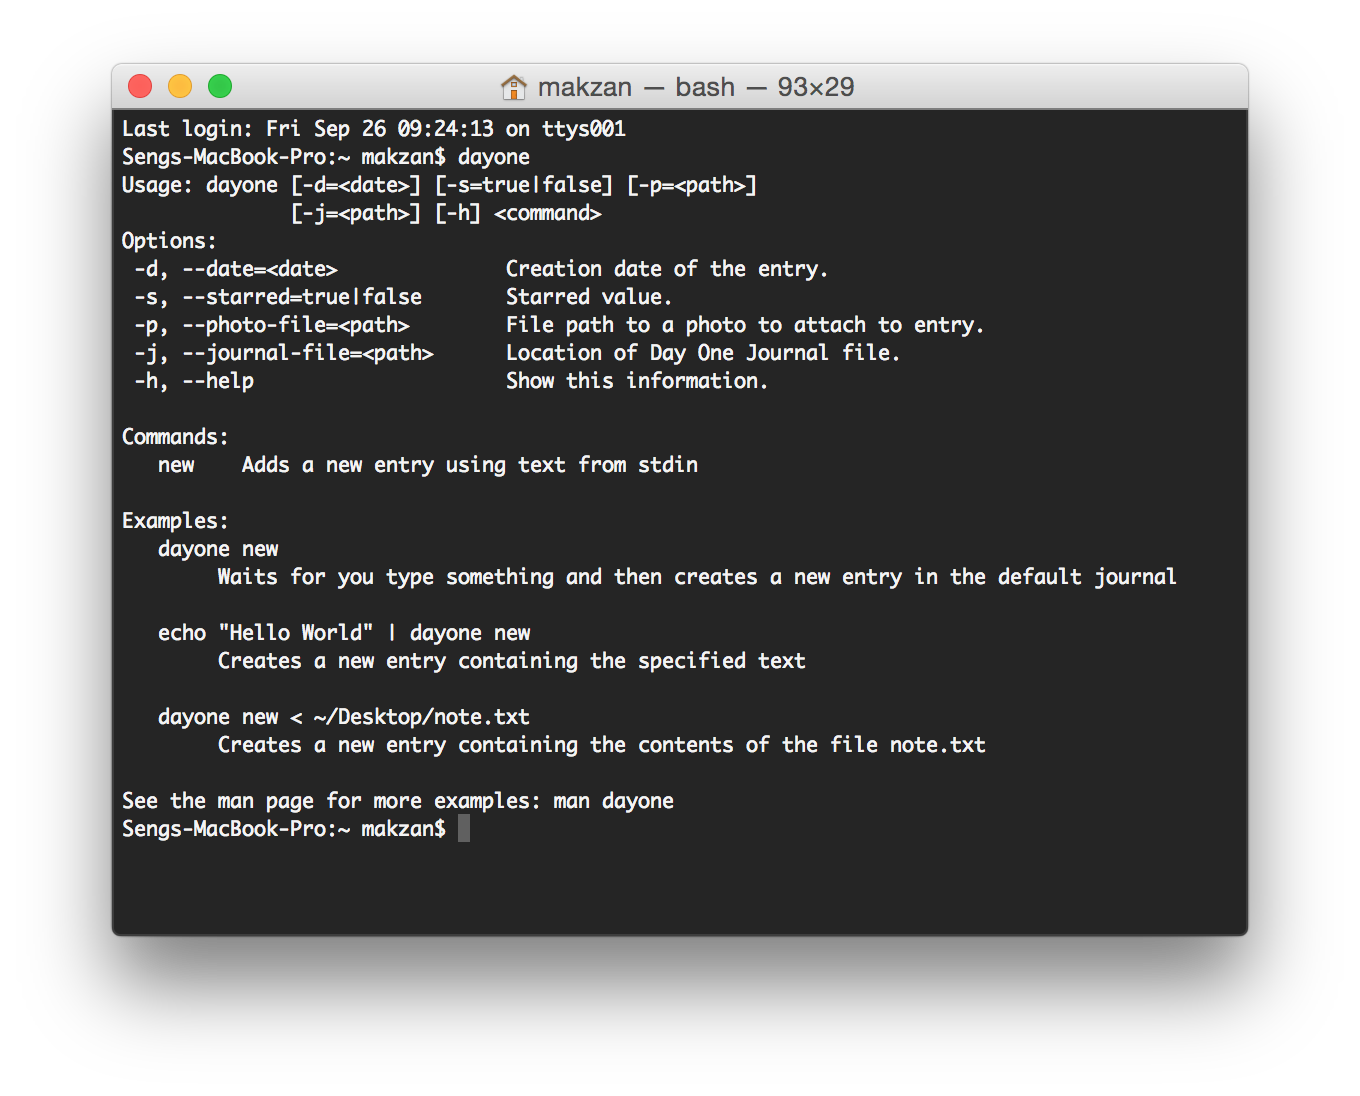 makzan — bash — 93×29
Last login: Fri Sep 26 09:24:13 on ttys001
Sengs-MacBook-Pro:~ makzan$ dayone
Usage: dayone [-d=<date>] [-s=true|false] [-p=<path>]
              [-j=<path>] [-h] <command>
Options:
 -d, --date=<date>              Creation date of the entry.
 -s, --starred=true|false       Starred value.
 -p, --photo-file=<path>        File path to a photo to attach to entry.
 -j, --journal-file=<path>      Location of Day One Journal file.
 -h, --help                     Show this information.

Commands:
   new    Adds a new entry using text from stdin

Examples:
   dayone new
        Waits for you type something and then creates a new entry in the default journal

   echo "Hello World" | dayone new
        Creates a new entry containing the specified text

   dayone new < ~/Desktop/note.txt
        Creates a new entry containing the contents of the file note.txt

See the man page for more examples: man dayone
Sengs-MacBook-Pro:~ makzan$